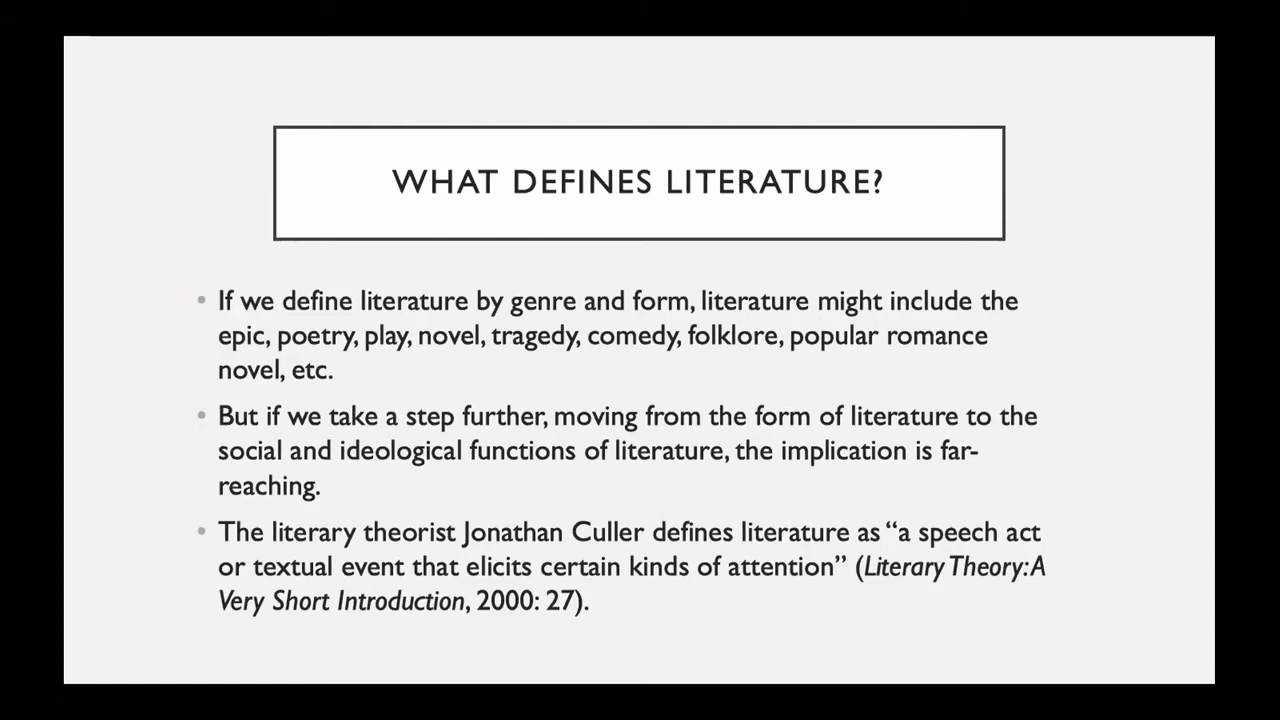 WHAT DEFINES LITERATURE?
• If we define literature by genre and form, literature might include the
epic, poetry, play, novel, tragedy, comedy, folklore, popular romance
novel, etc.
• But if we take a step further, moving from the form of literature to the
social and ideological functions of literature, the implication is far-
reaching.
• The literary theorist Jonathan Culler defines literature as “a speech act
or textual event that elicits certain kinds of attention” (Literary Theory: A
Very Short Introduction, 2000: 27).